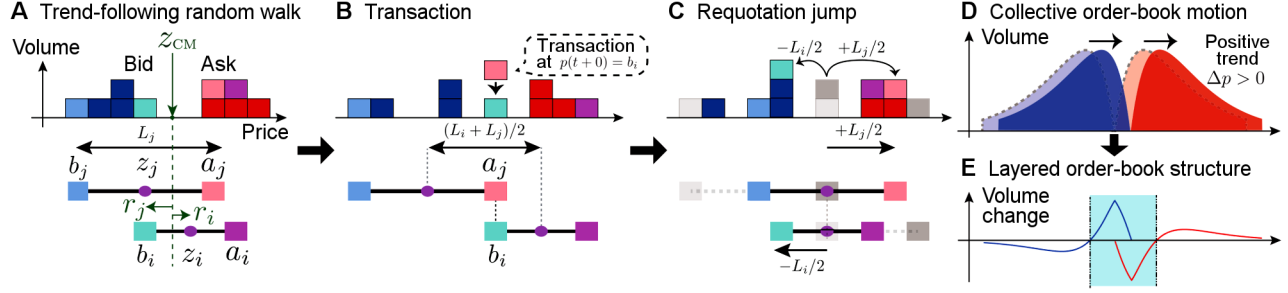 A Trend-following random walk
Volume
z_CM
Bid
Ask
L_j
Price
b_j
z_j
a_j
r_j
r_i
b_i
z_i
a_i
B Transaction
Transaction
at p(t+0) = b_i
(L_i + L_j)/2
a_j
b_i
C Requotation jump
−L_i/2
+L_j/2
+L_j/2
−L_i/2
D Collective order-book motion
Volume
Positive
trend
Δp > 0
E Layered order-book structure
Volume
change